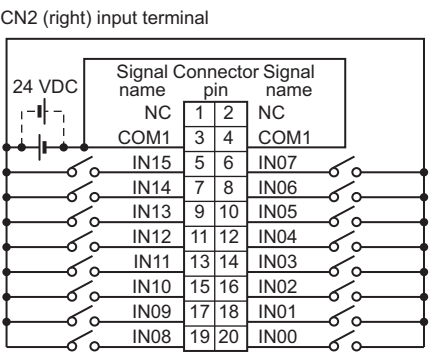 CN2 (right) input terminal
Signal Connector Signal
24 VDC name pin name
NC 1 2 NC
COM1 3 4 COM1
IN15 5 6 IN07
IN14 7 8 IN06
IN13 9 10 IN05
IN12 11 12 IN04
IN11 13 14 IN03
IN10 15 16 IN02
IN09 17 18 IN01
IN08 19 20 IN00